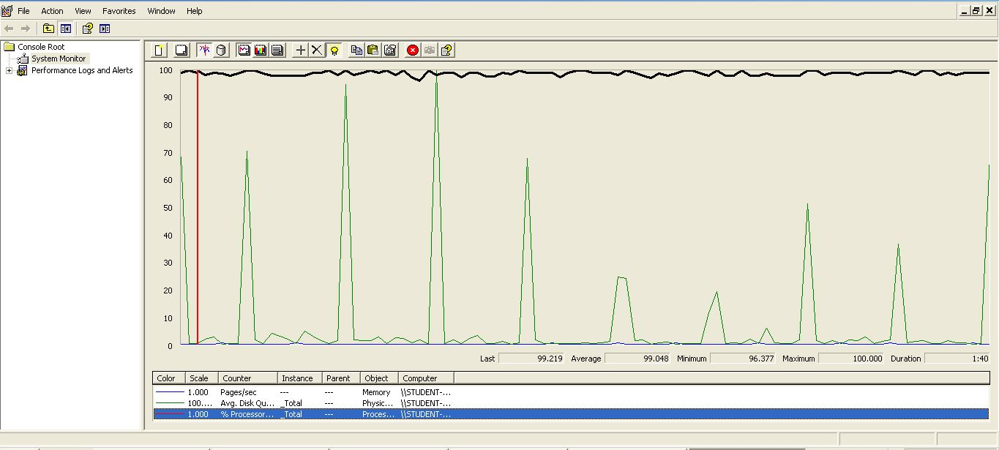 File Action View Favorites Window Help
Console Root
System Monitor
Performance Logs and Alerts
100
90
80
70
60
50
40
30
20
10
0
Last 99.219 Average 99.048 Minimum 96.377 Maximum 100.000 Duration 1:40
Color Scale Counter Instance Parent Object Computer
1.000 Pages/sec --- --- Memory \\STUDENT-...
100.... Avg. Disk Qu... _Total --- Physic... \\STUDENT-...
1.000 % Processor... _Total --- Proces... \\STUDENT-...